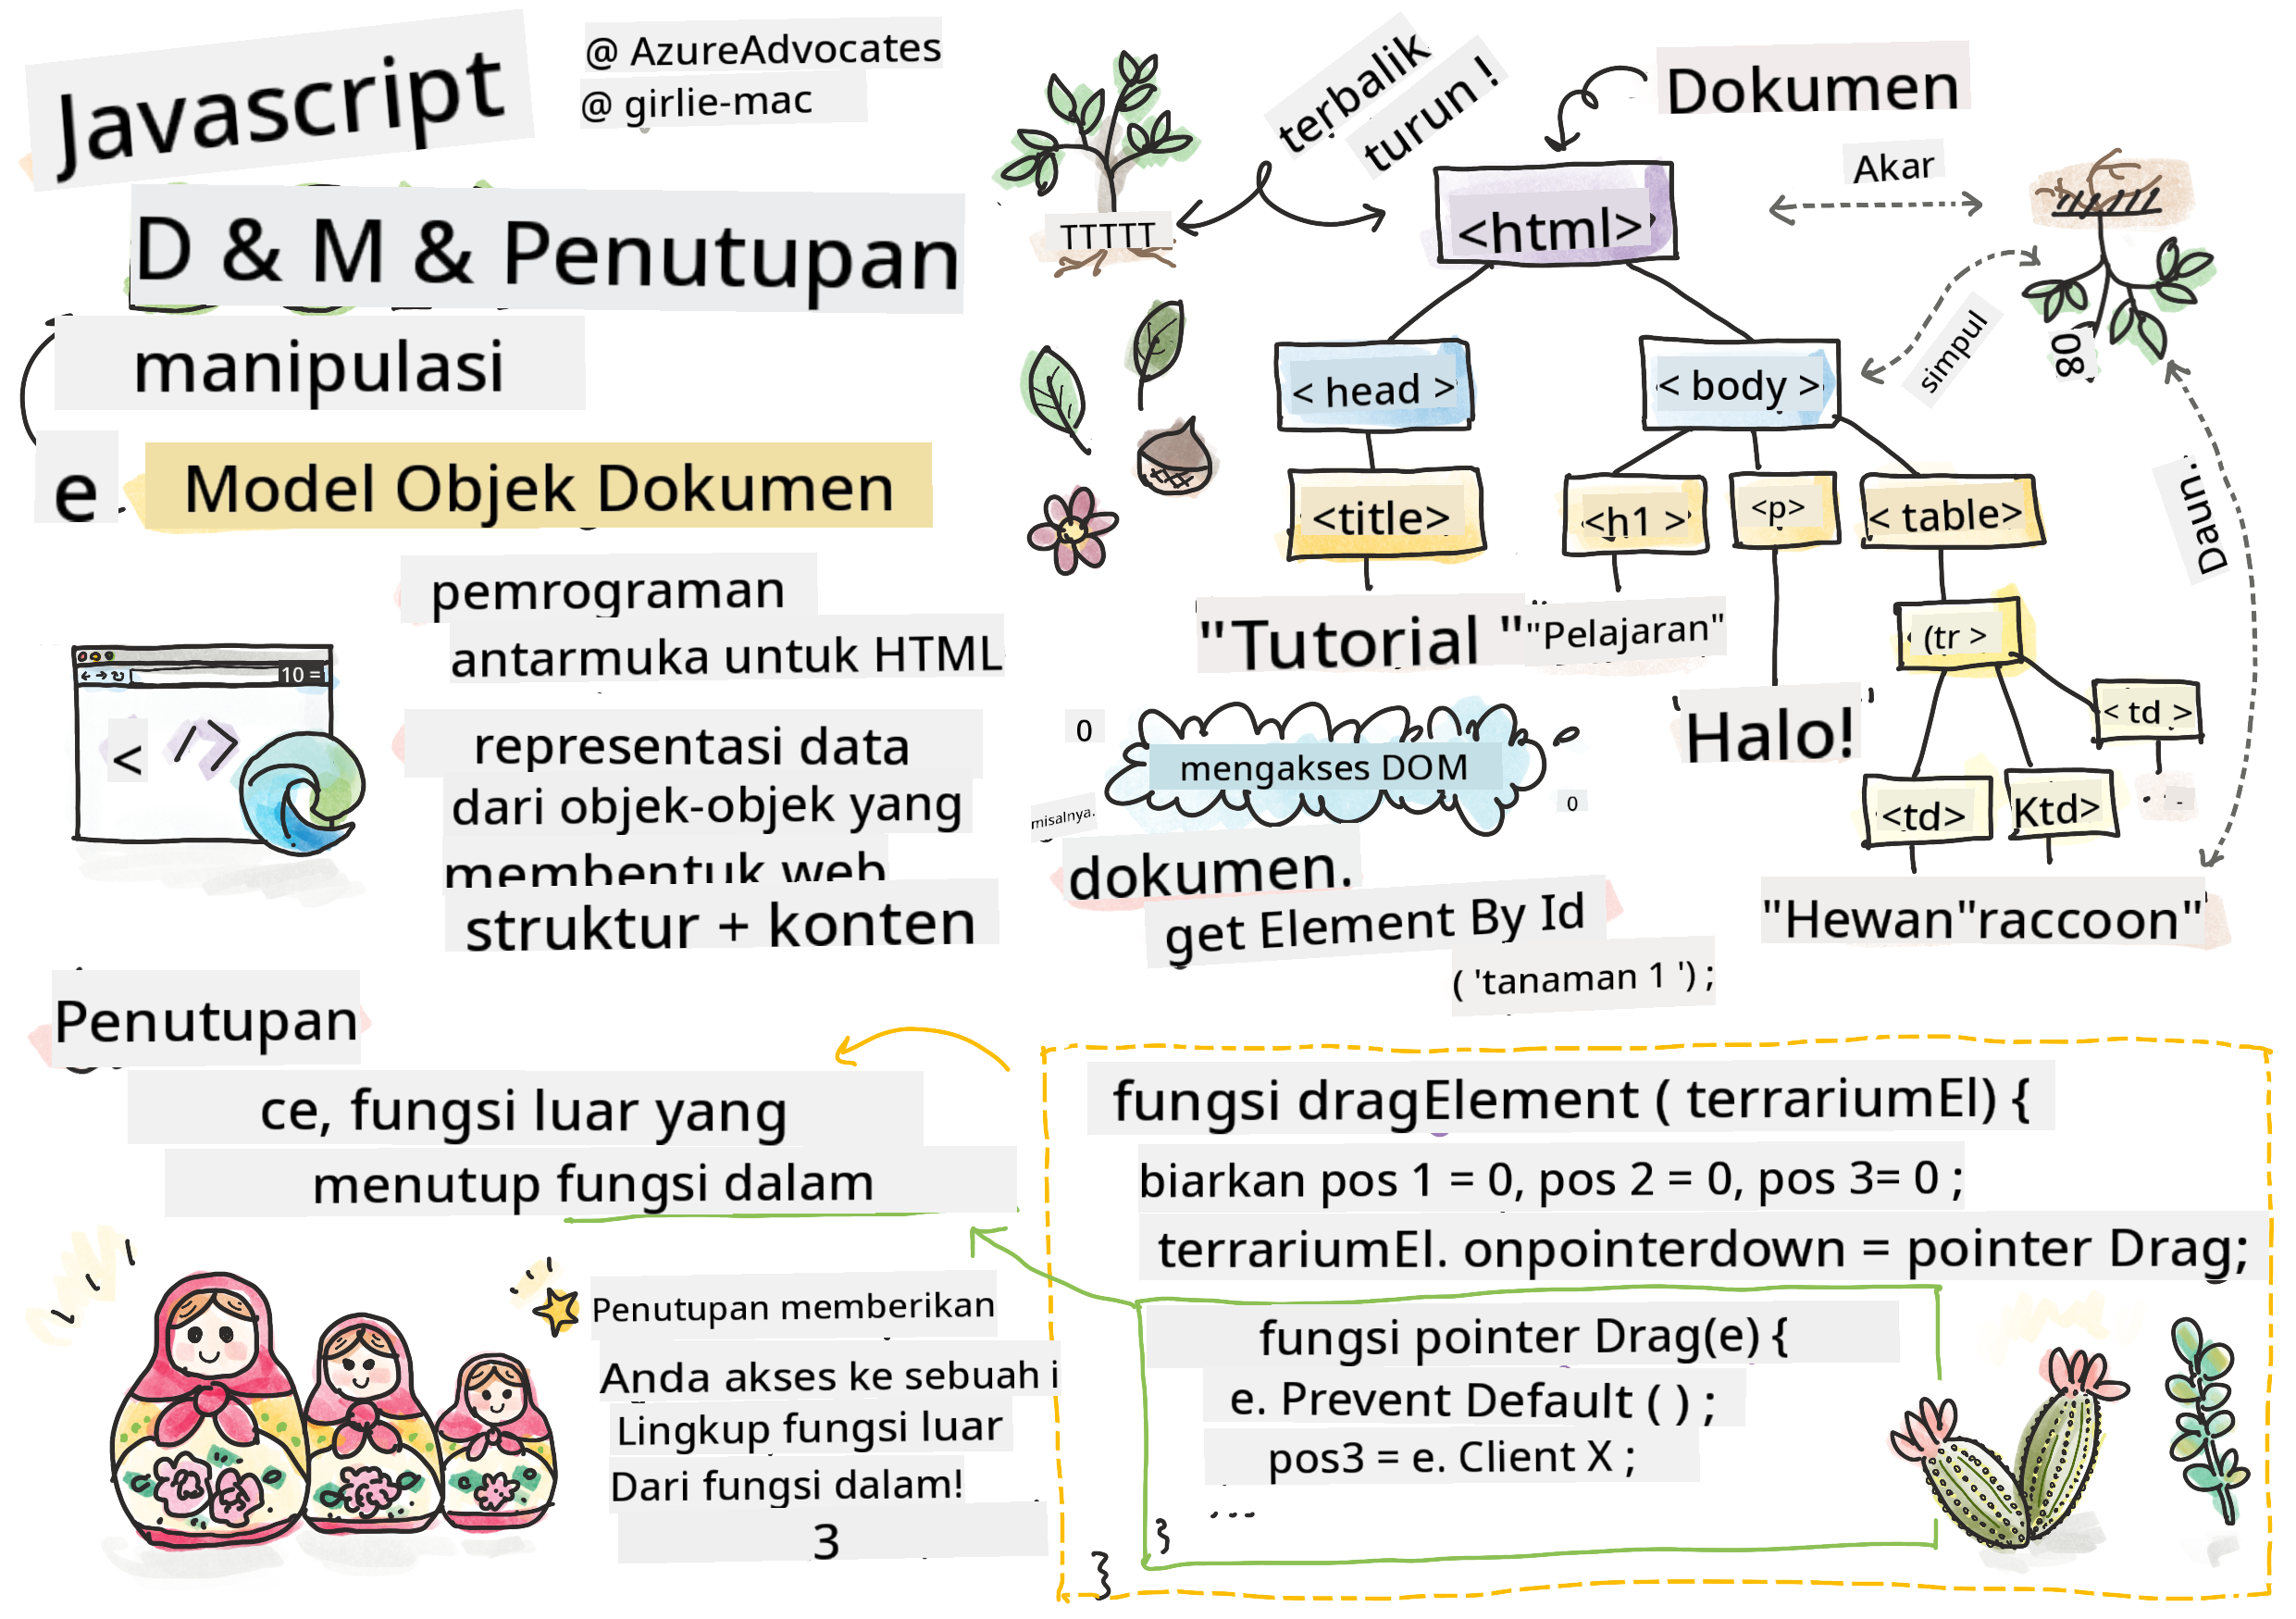 Javascript
@ AzureAdvocates
@ girlie-mac
D & M & Penutupan
manipulasi
e
Model Objek Dokumen
pemrograman
antarmuka untuk HTML
10 =
< />
representasi data
dari objek-objek yang
membentuk web
struktur + konten
terbalik
turun !
TTTTT
Dokumen
Akar
simpul
08
Daun.
<html>
< head >
< body >
<title>
<h1 >
<p>
< table>
"Tutorial "
"Pelajaran"
(tr >
"Halo!"
< td >
<td>
Ktd>
"Hewan"raccoon"
0
mengakses DOM
0
misalnya.
dokumen.
get Element By Id
( 'tanaman 1 ') ;
Penutupan
ce, fungsi luar yang
menutup fungsi dalam
Penutupan memberikan
Anda akses ke sebuah i
Lingkup fungsi luar
Dari fungsi dalam!
3
fungsi dragElement ( terrariumEl) {
biarkan pos 1 = 0, pos 2 = 0, pos 3= 0 ;
terrariumEl. onpointerdown = pointer Drag;
fungsi pointer Drag(e) {
e. Prevent Default ( ) ;
pos3 = e. Client X ;
...
}
}